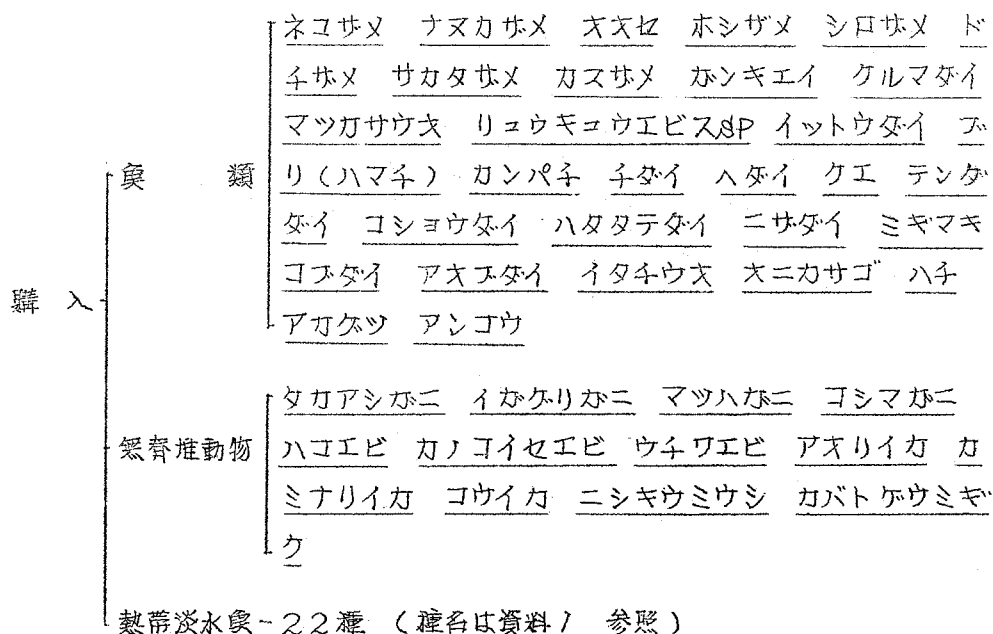 ネコザメ ナヌカザメ オオセ ホシザメ シロザメ ド
チザメ サカタザメ カスザメ ガンギエイ クルマダイ
マツカサウオ リュウキュウエビスSP イットウダイ ブ
リ(ハマチ) カンパチ チダイ ヘダイ クエ テング
ダイ コショウダイ ハタタテダイ ニザダイ ミギマキ
コブダイ アオブダイ イタチウオ オニカサゴ ハチ
アカグツ アンコウ
魚類
購入
タカアシガニ イガグリガニ マツハガニ コシマガニ
ハコエビ カノコイセエビ ウチワエビ アオリイカ カ
ミナリイカ コウイカ ニシキウミウシ カバトゲウミギ
ク
無脊椎動物
熱帯淡水魚-22種 (種名は資料1 参照)